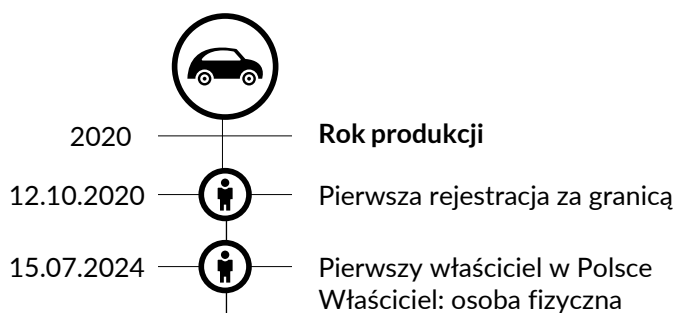 2020 Rok produkcji
12.10.2020 Pierwsza rejestracja za granicą
15.07.2024 Pierwszy właściciel w Polsce
Właściciel: osoba fizyczna